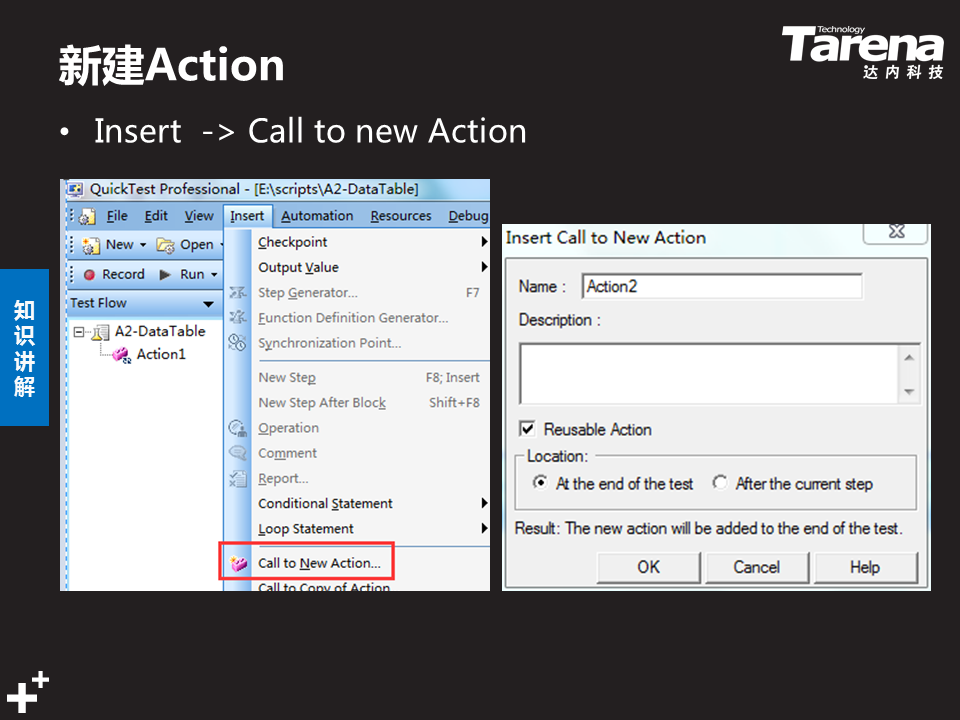 新建Action
Technology
Tarena
达内科技
• Insert -> Call to new Action
知识讲解
QuickTest Professional - [E:\scripts\A2-DataTable]
File Edit View Insert Automation Resources Debug
New Open
Record Run
Test Flow
A2-DataTable
Action1
Checkpoint
Output Value
Step Generator... F7
Function Definition Generator...
Synchronization Point...
New Step F8; Insert
New Step After Block Shift+F8
Operation
Comment
Report...
Conditional Statement
Loop Statement
Call to New Action...
Call to Copy of Action
Insert Call to New Action
Name : Action2
Description :
Reusable Action
Location:
At the end of the test After the current step
Result: The new action will be added to the end of the test.
OK Cancel Help